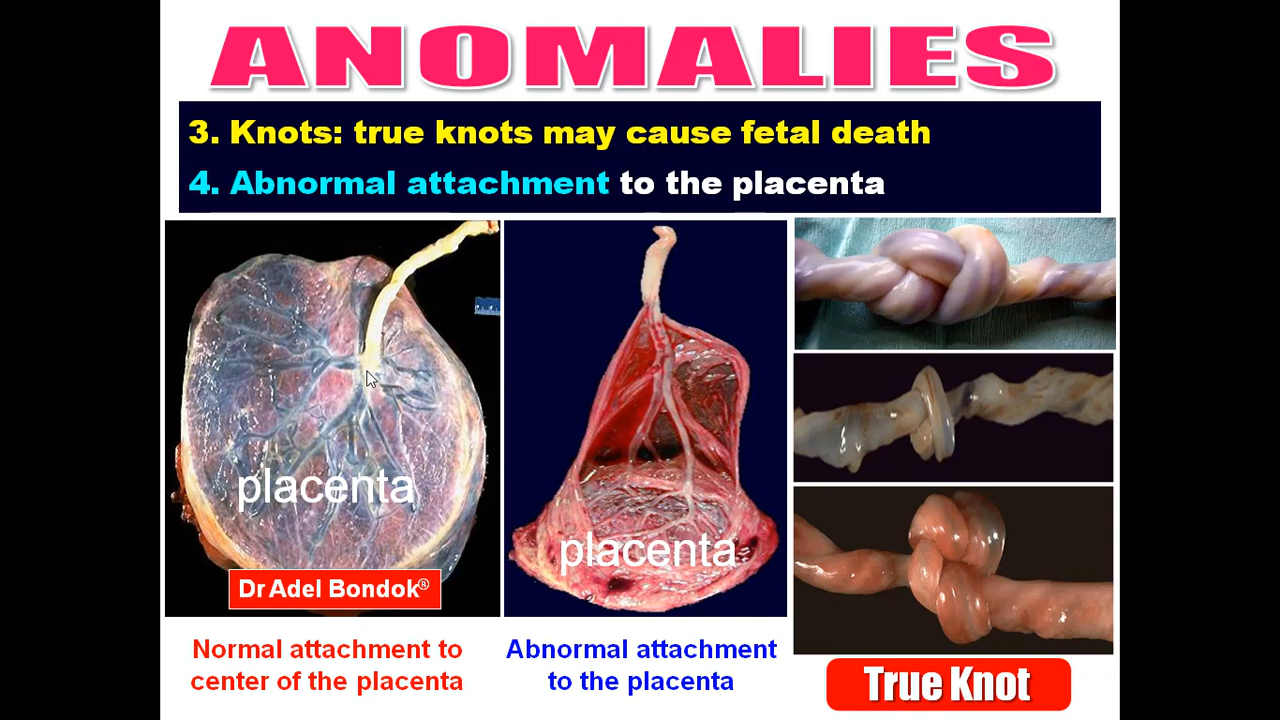 ANOMALIES
3. Knots: true knots may cause fetal death
4. Abnormal attachment to the placenta
placenta
Dr Adel Bondok®
Normal attachment to
center of the placenta
placenta
Abnormal attachment
to the placenta
True Knot